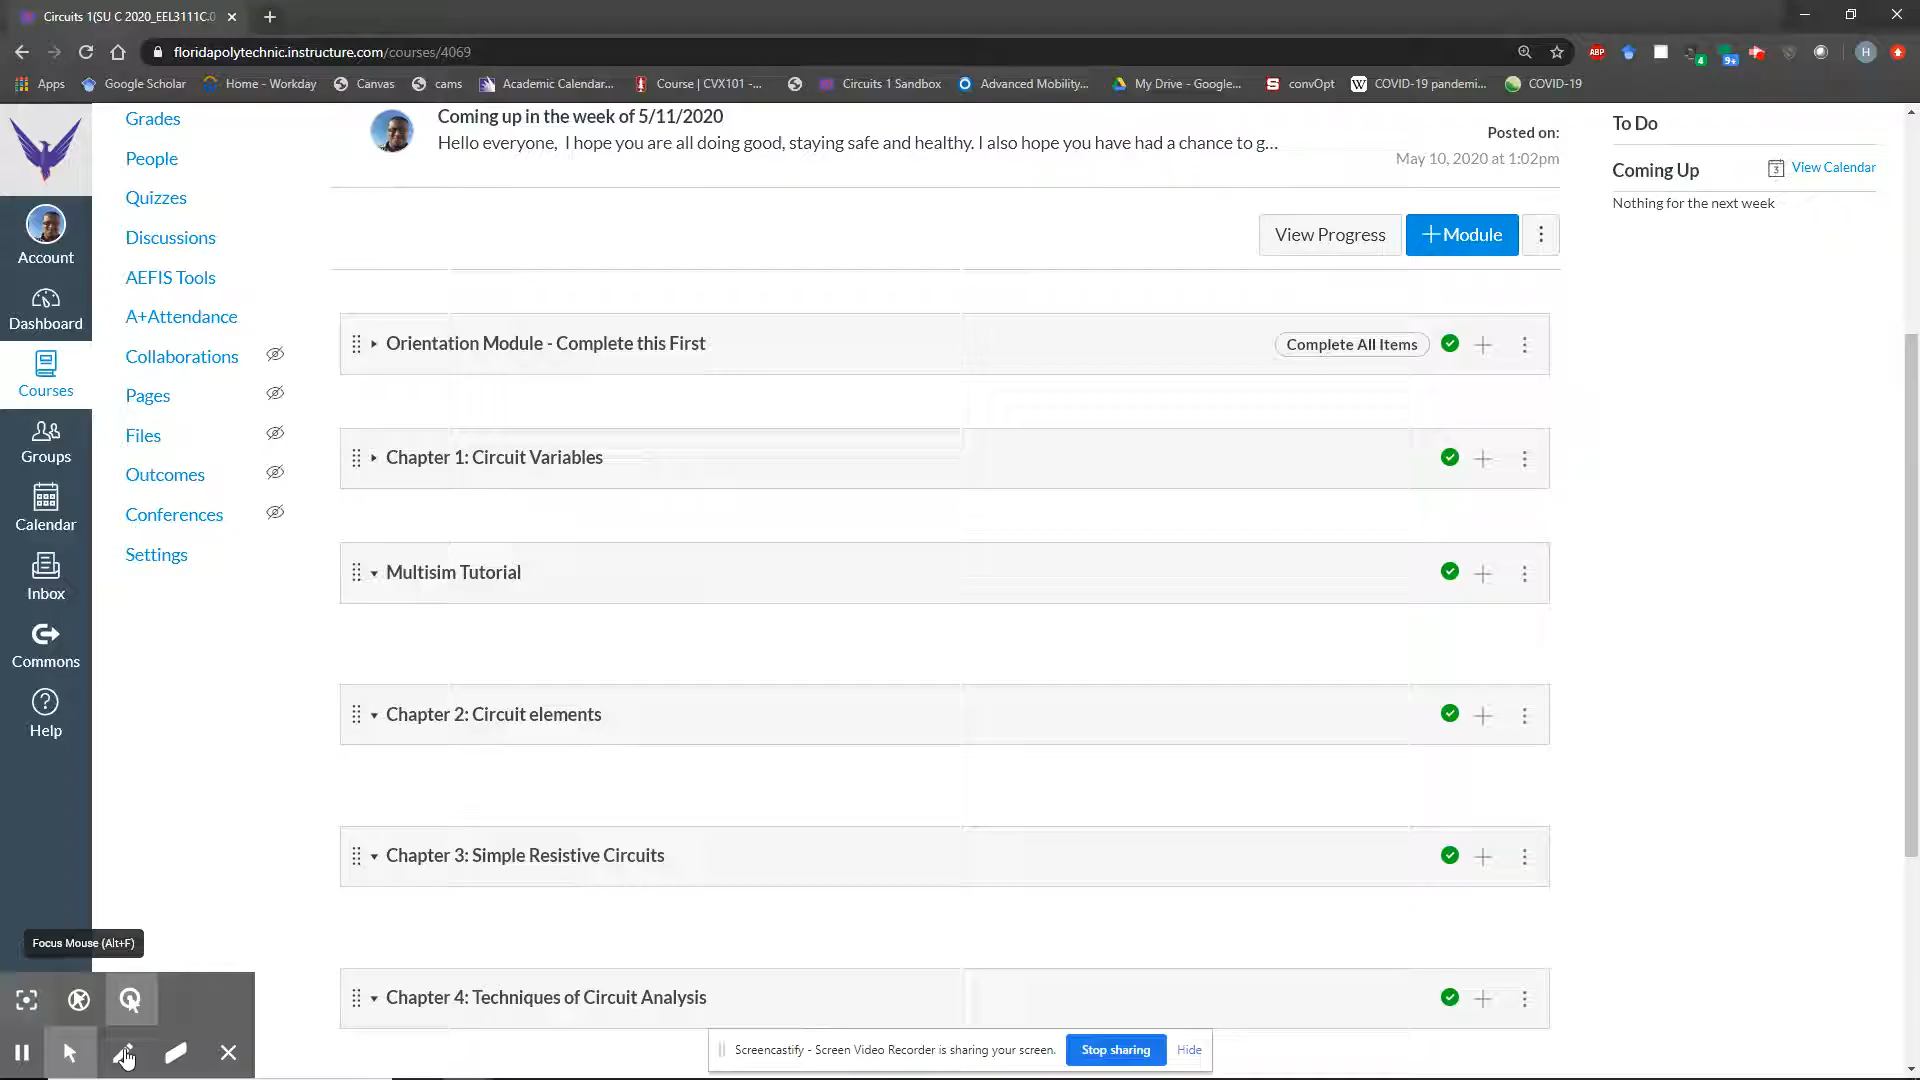 Circuits 1(SU C 2020_EEL3111C.0
floridapolytechnic.instructure.com/courses/4069
ABP
4
9+
H
Apps
Google Scholar
Home - Workday
Canvas
cams
Academic Calendar...
Course | CVX101 -...
Circuits 1 Sandbox
Advanced Mobility...
My Drive - Google...
S
convOpt
W
COVID-19 pandemi...
COVID-19
Account
Dashboard
Courses
Groups
Calendar
Inbox
Commons
Help
Grades
People
Quizzes
Discussions
AEFIS Tools
A+Attendance
Collaborations
Pages
Files
Outcomes
Conferences
Settings
Coming up in the week of 5/11/2020
Hello everyone, I hope you are all doing good, staying safe and healthy. I also hope you have had a chance to g...
Posted on:
May 10, 2020 at 1:02pm
View Progress
+ Module
Orientation Module - Complete this First
Complete All Items
Chapter 1: Circuit Variables
Multisim Tutorial
Chapter 2: Circuit elements
Chapter 3: Simple Resistive Circuits
Chapter 4: Techniques of Circuit Analysis
To Do
Coming Up
3
View Calendar
Nothing for the next week
Focus Mouse (Alt+F)
Screencastify - Screen Video Recorder is sharing your screen.
Stop sharing
Hide